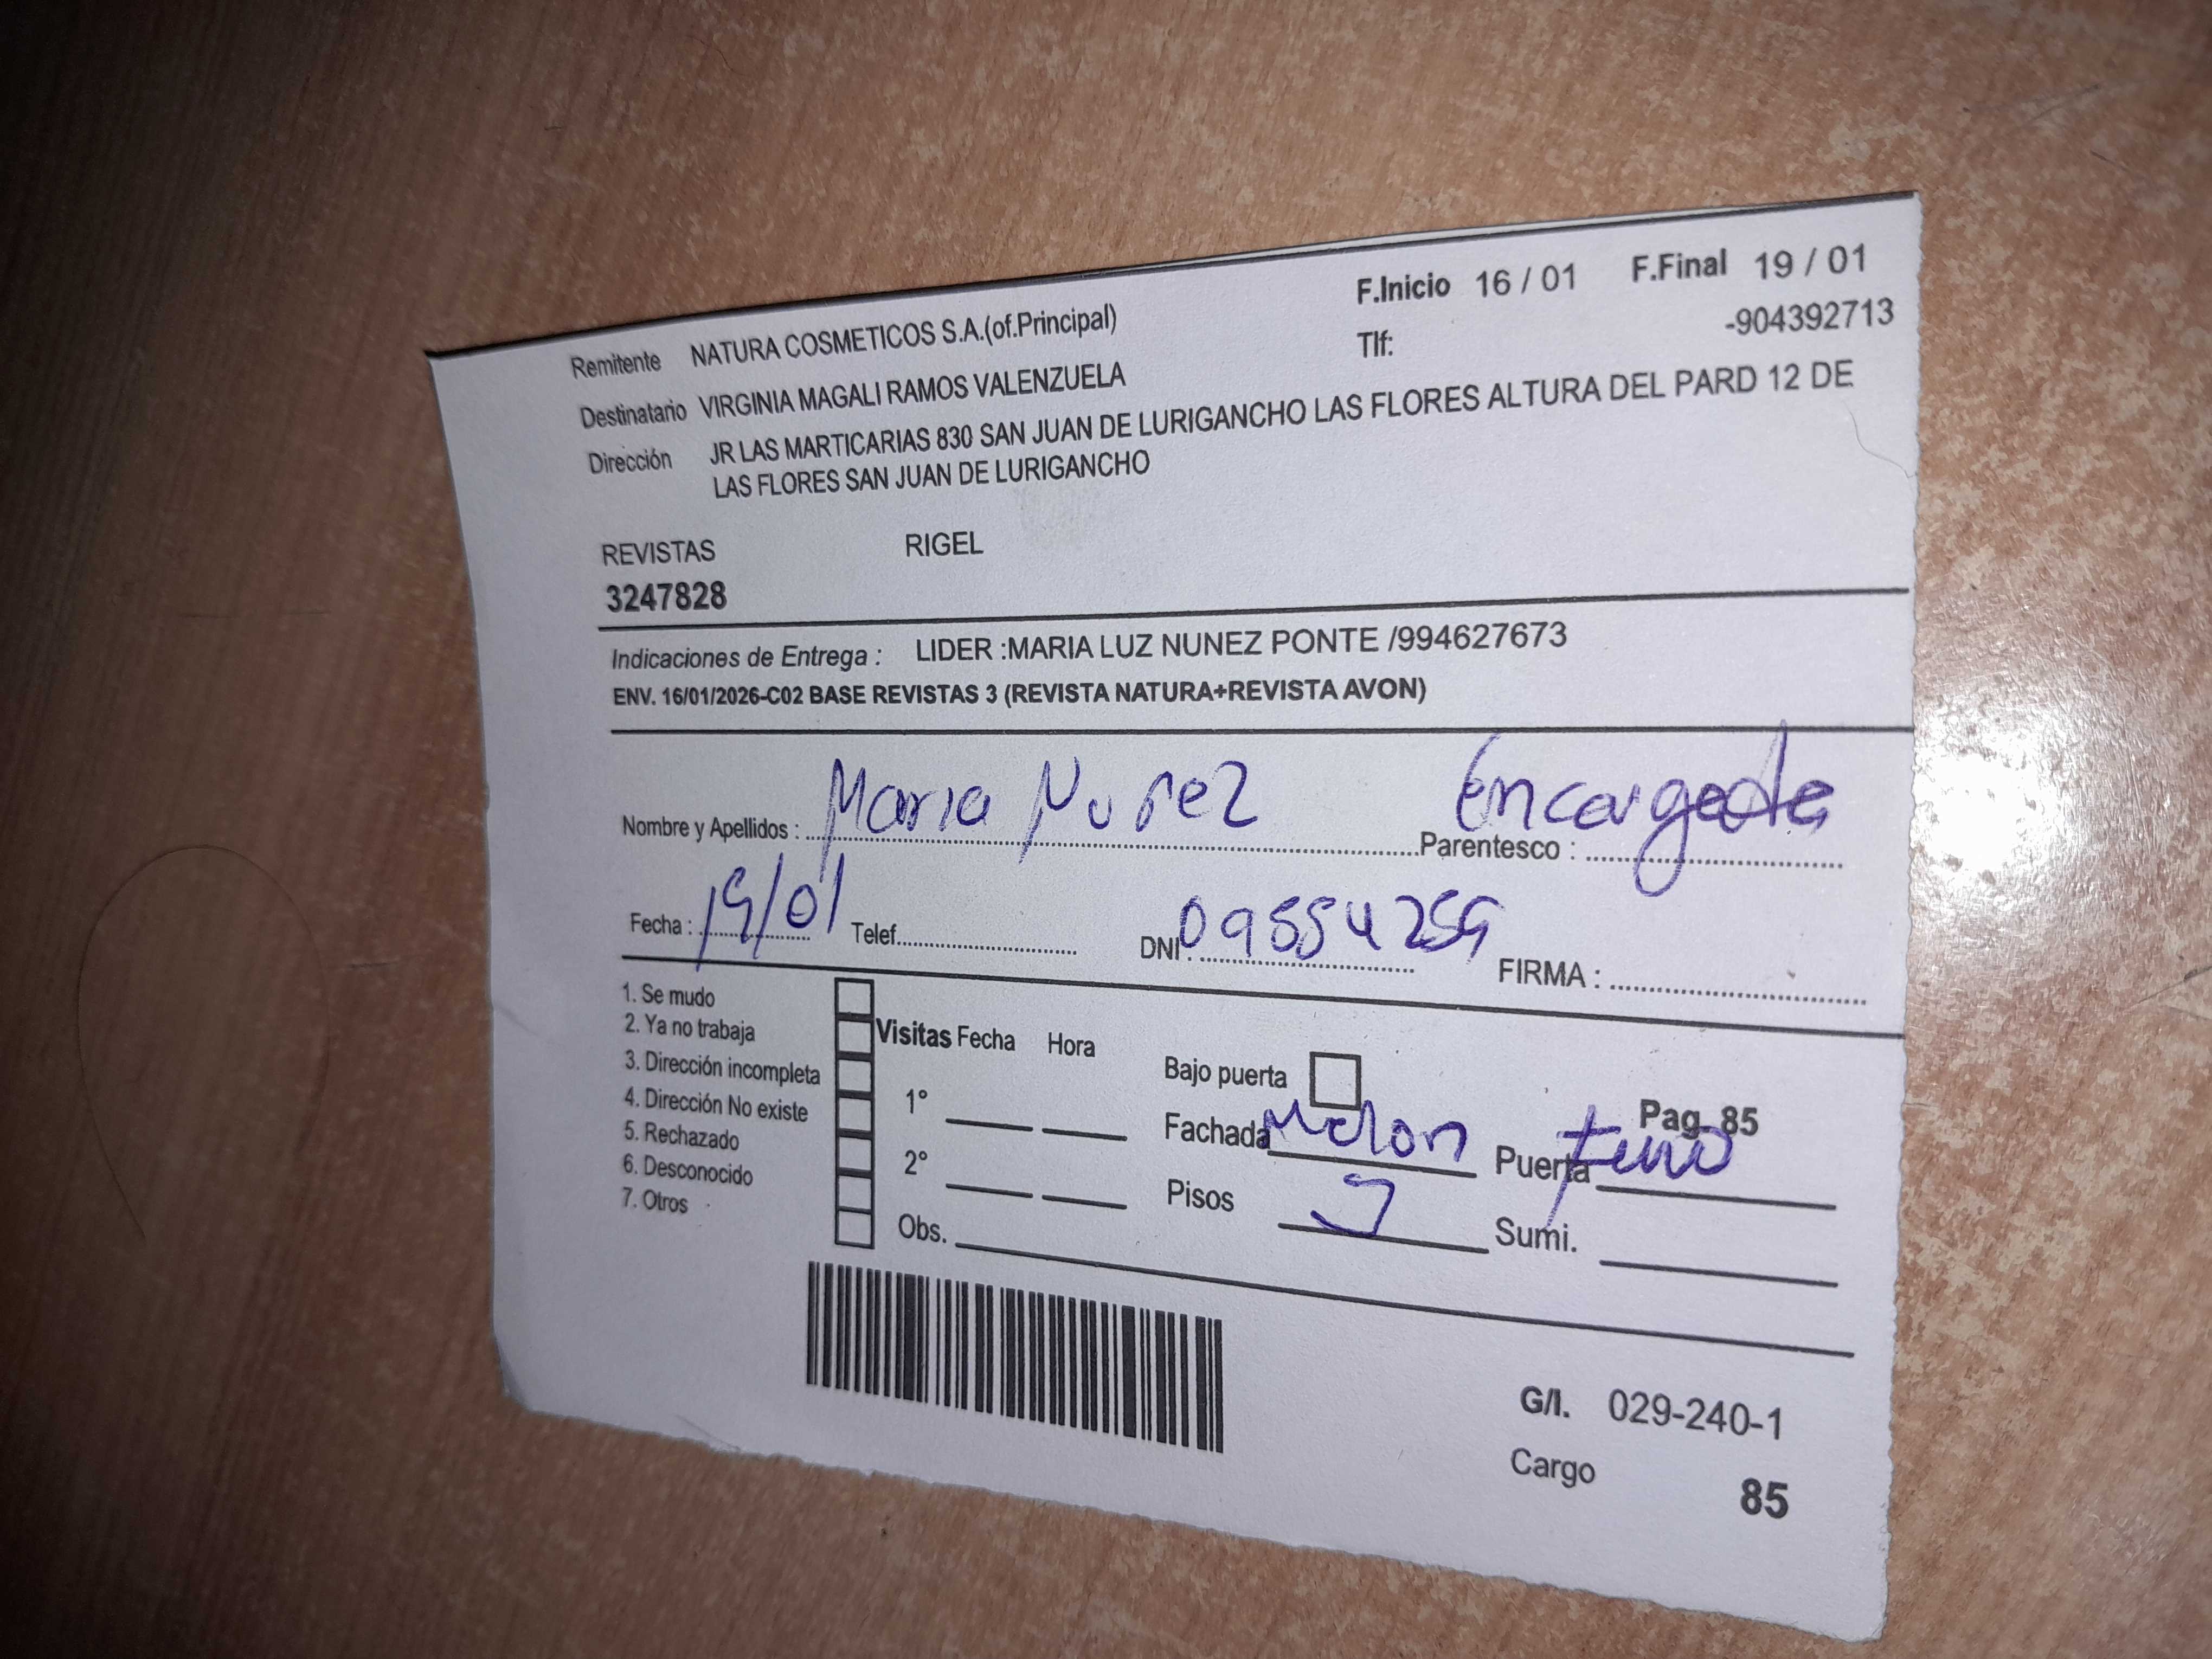 F.Inicio 16 / 01 F.Final 19 / 01
Remitente NATURA COSMETICOS S.A.(of.Principal) Tlf: -904392713
Destinatario VIRGINIA MAGALI RAMOS VALENZUELA
Dirección JR LAS MARTICARIAS 830 SAN JUAN DE LURIGANCHO LAS FLORES ALTURA DEL PARD 12 DE
LAS FLORES SAN JUAN DE LURIGANCHO
REVISTAS RIGEL
3247828
Indicaciones de Entrega : LIDER :MARIA LUZ NUNEZ PONTE /994627673
ENV. 16/01/2026-C02 BASE REVISTAS 3 (REVISTA NATURA+REVISTA AVON)
Nombre y Apellidos : Maria Nuñez Parentesco : Encargada
Fecha : 19/01 Telef. DNI : 09554259 FIRMA :
1. Se mudo
2. Ya no trabaja
3. Dirección incompleta
4. Dirección No existe
5. Rechazado
6. Desconocido
7. Otros
Visitas Fecha Hora
1°
2°
Obs.
Bajo puerta
Pag. 85
Fachada Melon Puerta
Pisos Sumi.
G/I. 029-240-1
Cargo 85